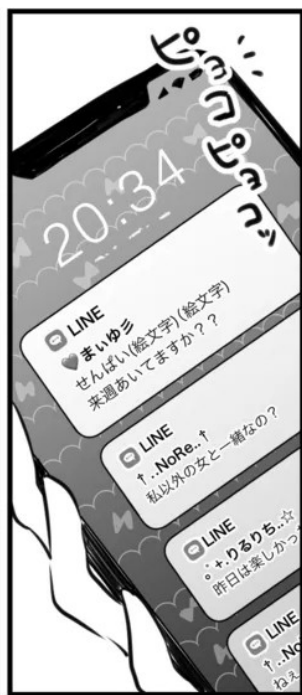 ピョコピョコッ
20:34
LINE
🩶まいゆ彡
せんぱい(絵文字)(絵文字)
来週あいてますか??
LINE
↑..NoRe..↑
私以外の女と一緒なの?
LINE
°+.りるりち..☆
昨日は楽しかっ
LINE
↑..No
ねぇ